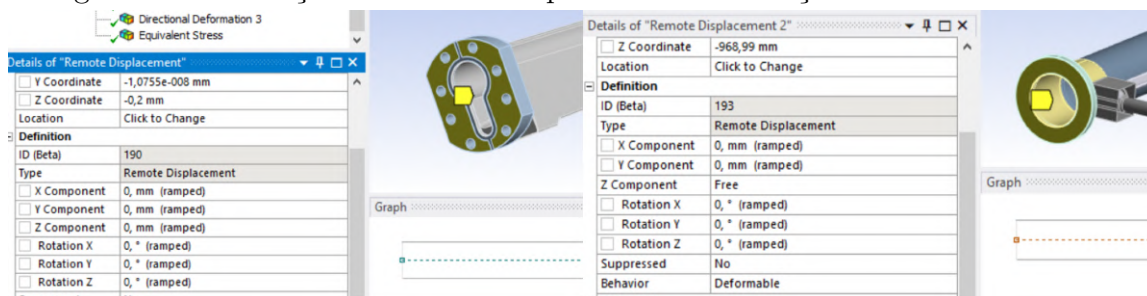 Directional Deformation 3
Equivalent Stress
Details of "Remote Displacement"
Y Coordinate -1,0755e-008 mm
Z Coordinate -0,2 mm
Location Click to Change
Definition
ID (Beta) 190
Type Remote Displacement
X Component 0, mm (ramped)
Y Component 0, mm (ramped)
Z Component 0, mm (ramped)
Rotation X 0, ° (ramped)
Rotation Y 0, ° (ramped)
Rotation Z 0, ° (ramped)
Graph
Details of "Remote Displacement 2"
Z Coordinate -968,99 mm
Location Click to Change
Definition
ID (Beta) 193
Type Remote Displacement
X Component 0, mm (ramped)
Y Component 0, mm (ramped)
Z Component Free
Rotation X 0, ° (ramped)
Rotation Y 0, ° (ramped)
Rotation Z 0, ° (ramped)
Suppressed No
Behavior Deformable
Graph